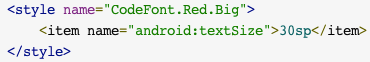 <style name="CodeFont.Red.Big">
    <item name="android:textSize">30sp</item>
</style>